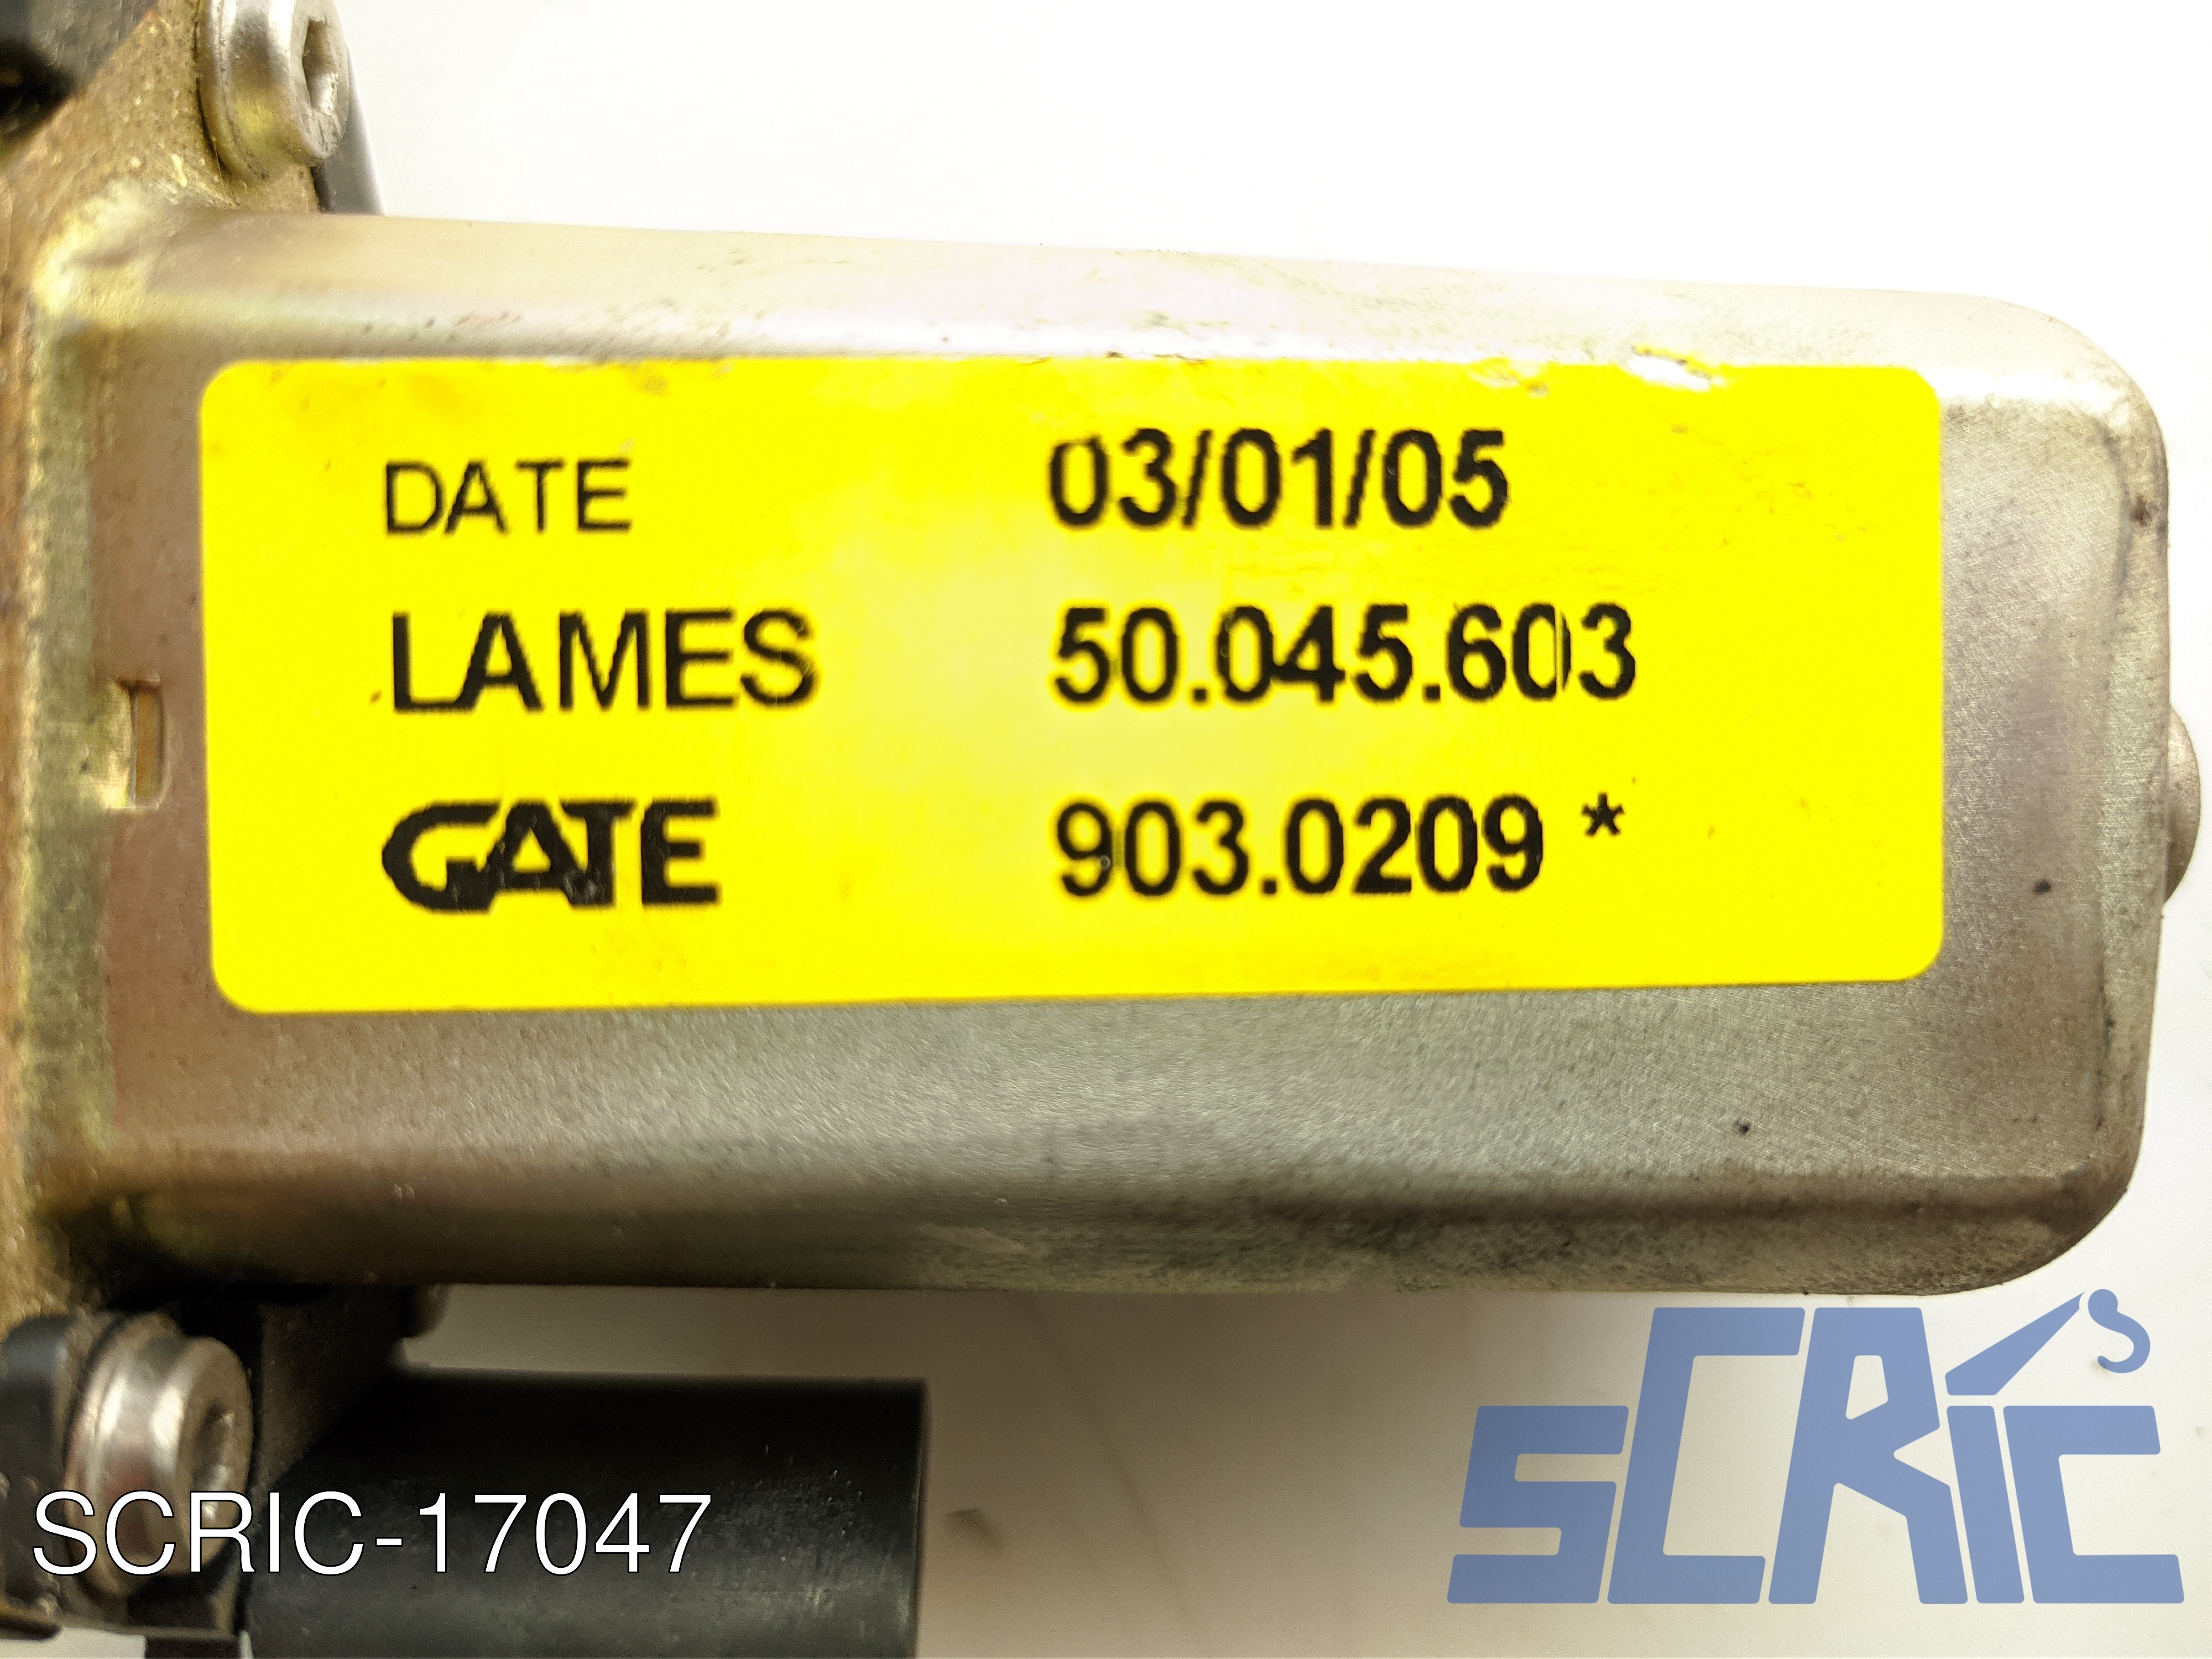 DATE 03/01/05
LAMES 50.045.603
GATE 903.0209 *
SCRIC-17047
SCRIC